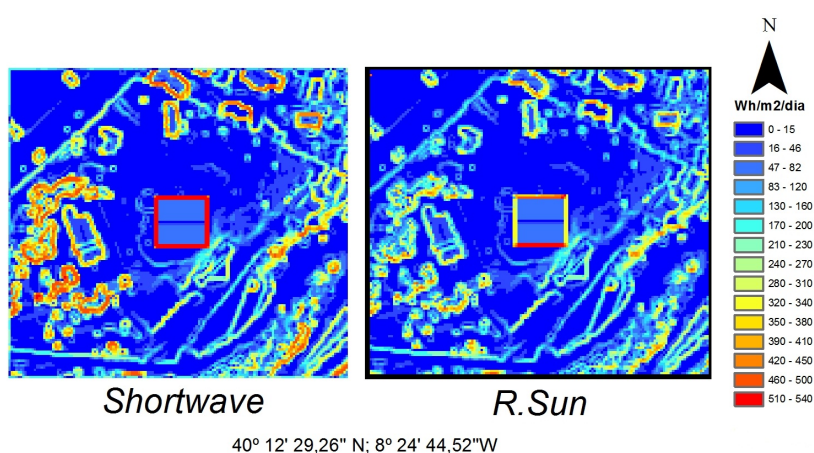 N
Wh/m2/dia
0 - 15
16 - 46
47 - 82
83 - 120
130 - 160
170 - 200
210 - 230
240 - 270
280 - 310
320 - 340
350 - 380
390 - 410
420 - 450
460 - 500
510 - 540
Shortwave
R.Sun
40º 12' 29,26" N; 8º 24' 44,52"W